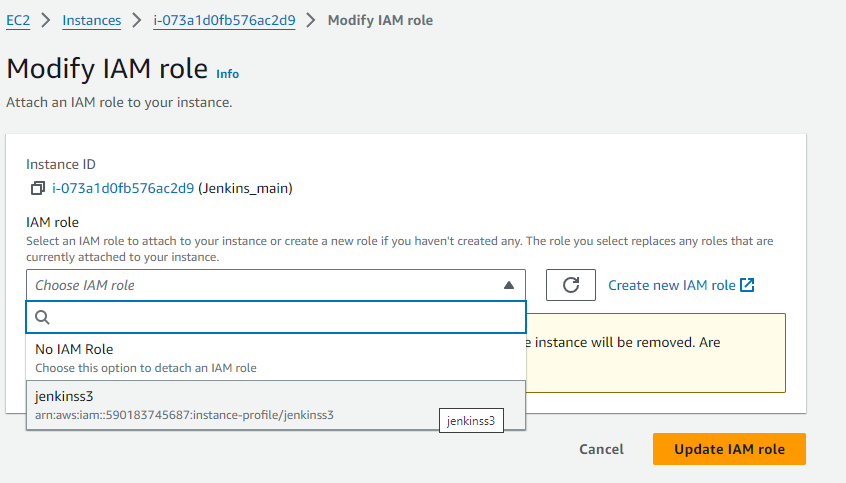 EC2 > Instances > i-073a1d0fb576ac2d9 > Modify IAM role
Modify IAM role Info
Attach an IAM role to your instance.
Instance ID
i-073a1d0fb576ac2d9 (Jenkins_main)
IAM role
Select an IAM role to attach to your instance or create a new role if you haven't created any. The role you select replaces any roles that are
currently attached to your instance.
Choose IAM role
Create new IAM role
e instance will be removed. Are
No IAM Role
Choose this option to detach an IAM role
jenkinss3
arn:aws:iam::590183745687:instance-profile/jenkinss3
jenkinss3
Cancel
Update IAM role